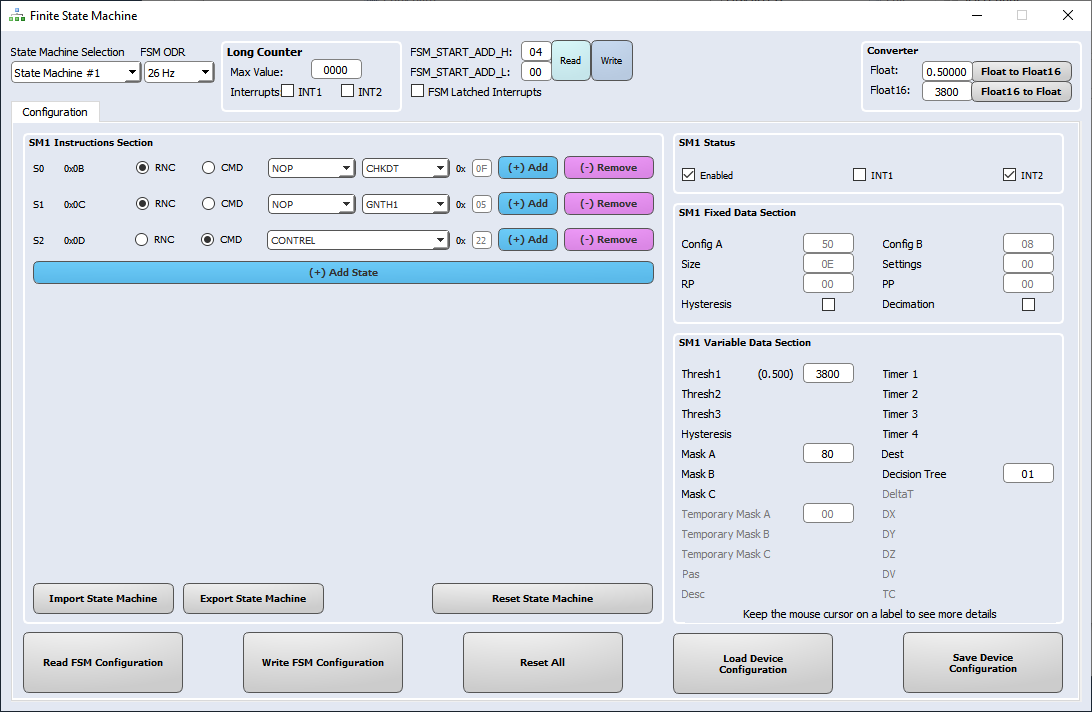 Finite State Machine
State Machine Selection FSM ODR
State Machine #1 26 Hz
Long Counter
Max Value: 0000
Interrupts: INT1 INT2
FSM_START_ADD_H: 04
FSM_START_ADD_L: 00
Read Write
FSM Latched Interrupts
Converter
Float: 0.50000 Float to Float16
Float16: 3800 Float16 to Float
Configuration
SM1 Instructions Section
S0 0x0B RNC CMD NOP CHKDT 0x 0F (+) Add (-) Remove
S1 0x0C RNC CMD NOP GNTH1 0x 05 (+) Add (-) Remove
S2 0x0D RNC CMD CONTREL 0x 22 (+) Add (-) Remove
(+) Add State
Import State Machine Export State Machine Reset State Machine
SM1 Status
Enabled INT1 INT2
SM1 Fixed Data Section
Config A 50 Config B 08
Size 0E Settings 00
RP 00 PP 00
Hysteresis Decimation
SM1 Variable Data Section
Thresh1 (0.500) 3800 Timer 1
Thresh2 Timer 2
Thresh3 Timer 3
Hysteresis Timer 4
Mask A 80 Dest
Mask B Decision Tree 01
Mask C DeltaT
Temporary Mask A 00 DX
Temporary Mask B DY
Temporary Mask C DZ
Pas DV
Desc TC
Keep the mouse cursor on a label to see more details
Read FSM Configuration Write FSM Configuration Reset All
Load Device
Configuration
Save Device
Configuration